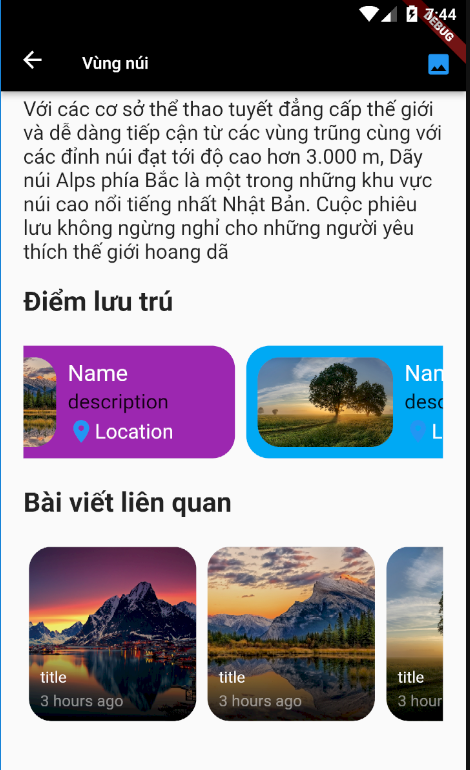 7:44
DEBUG
Vùng núi
Với các cơ sở thể thao tuyết đẳng cấp thế giới
và dễ dàng tiếp cận từ các vùng trũng cùng với
các đỉnh núi đạt tới độ cao hơn 3.000 m, Dãy
núi Alps phía Bắc là một trong những khu vực
núi cao nổi tiếng nhất Nhật Bản. Cuộc phiêu
lưu không ngừng nghỉ cho những người yêu
thích thế giới hoang dã
Điểm lưu trú
Name
description
Location
Nan
desc
L
Bài viết liên quan
title
3 hours ago
title
3 hours ago
title
3 hour